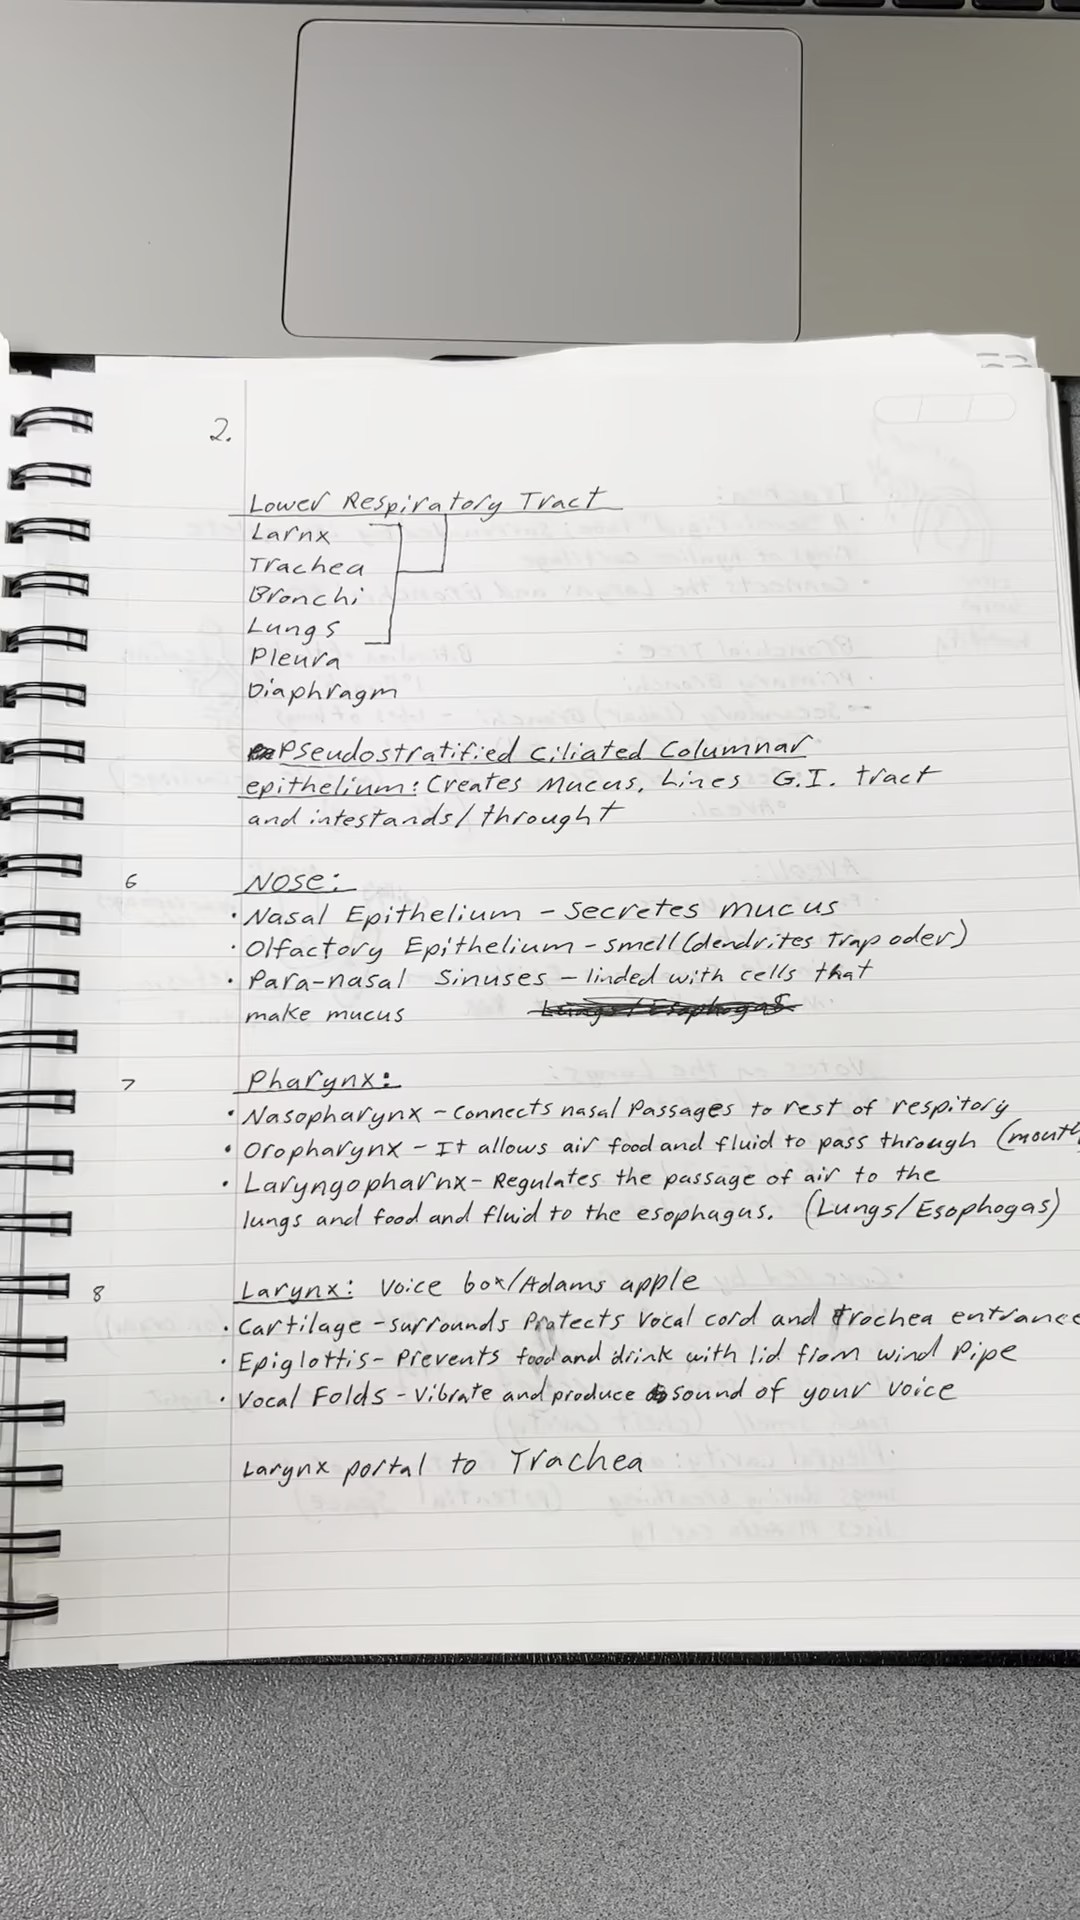 2.
Lower Respiratory Tract
Larnx
Trachea
Bronchi
Lungs
Pleura
Diaphragm
Pseudostratified Ciliated Columnar
epithelium: Creates Mucus, Lines G.I. tract
and intestands/throught
6 Nose:
• Nasal Epithelium - Secretes mucus
• Olfactory Epithelium - smell (dendrites Trap oder)
• Para-nasal Sinuses - linded with cells that
make mucus Lungs/Esophogas
7 Pharynx:
• Nasopharynx - Connects nasal Passages to rest of respitory
• Oropharynx - It allows air food and fluid to pass through (mouth
• Laryngopharnx - Regulates the passage of air to the
lungs and food and fluid to the esophagus. (Lungs/Esophogas)
8 Larynx: Voice box/Adams apple
• Cartilage - surrounds Protects Vocal cord and trochea entrance
• Epiglottis - Prevents food and drink with lid from wind Pipe
• Vocal Folds - Vibrate and produce sound of your voice
Larynx portal to Trachea